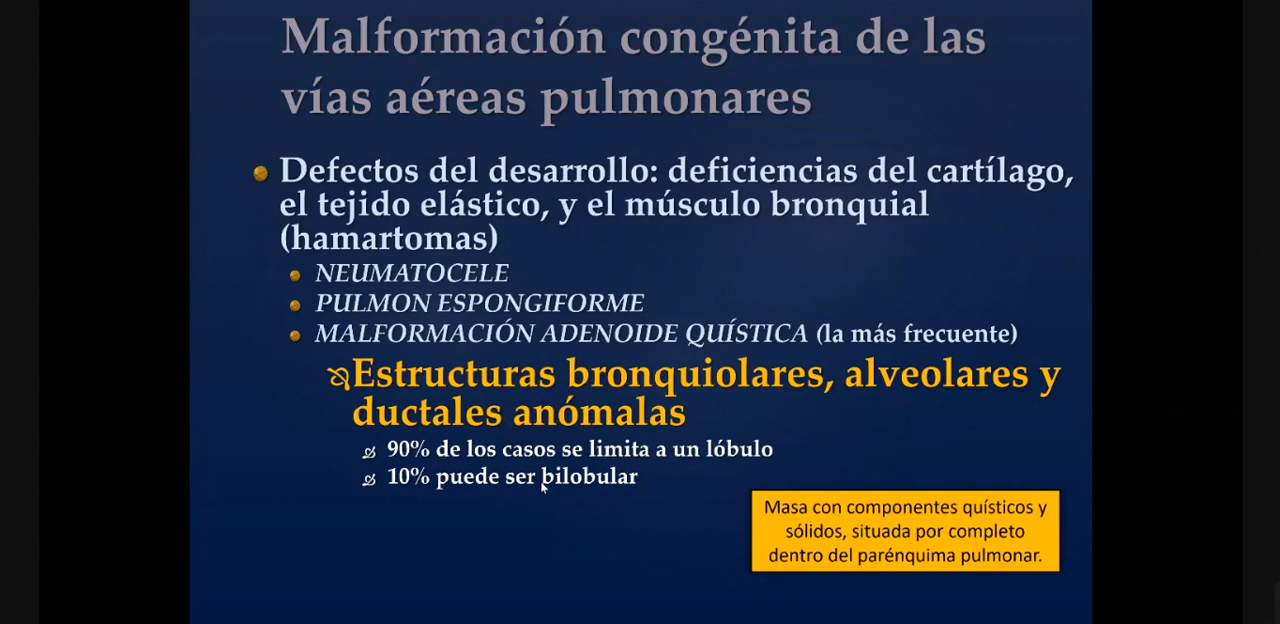 Malformación congénita de las
vías aéreas pulmonares
Defectos del desarrollo: deficiencias del cartílago,
el tejido elástico, y el músculo bronquial
(hamartomas)
NEUMATOCELE
PULMON ESPONGIFORME
MALFORMACIÓN ADENOIDE QUÍSTICA (la más frecuente)
Estructuras bronquiolares, alveolares y
ductales anómalas
90% de los casos se limita a un lóbulo
10% puede ser bilobular
Masa con componentes quísticos y
sólidos, situada por completo
dentro del parénquima pulmonar.